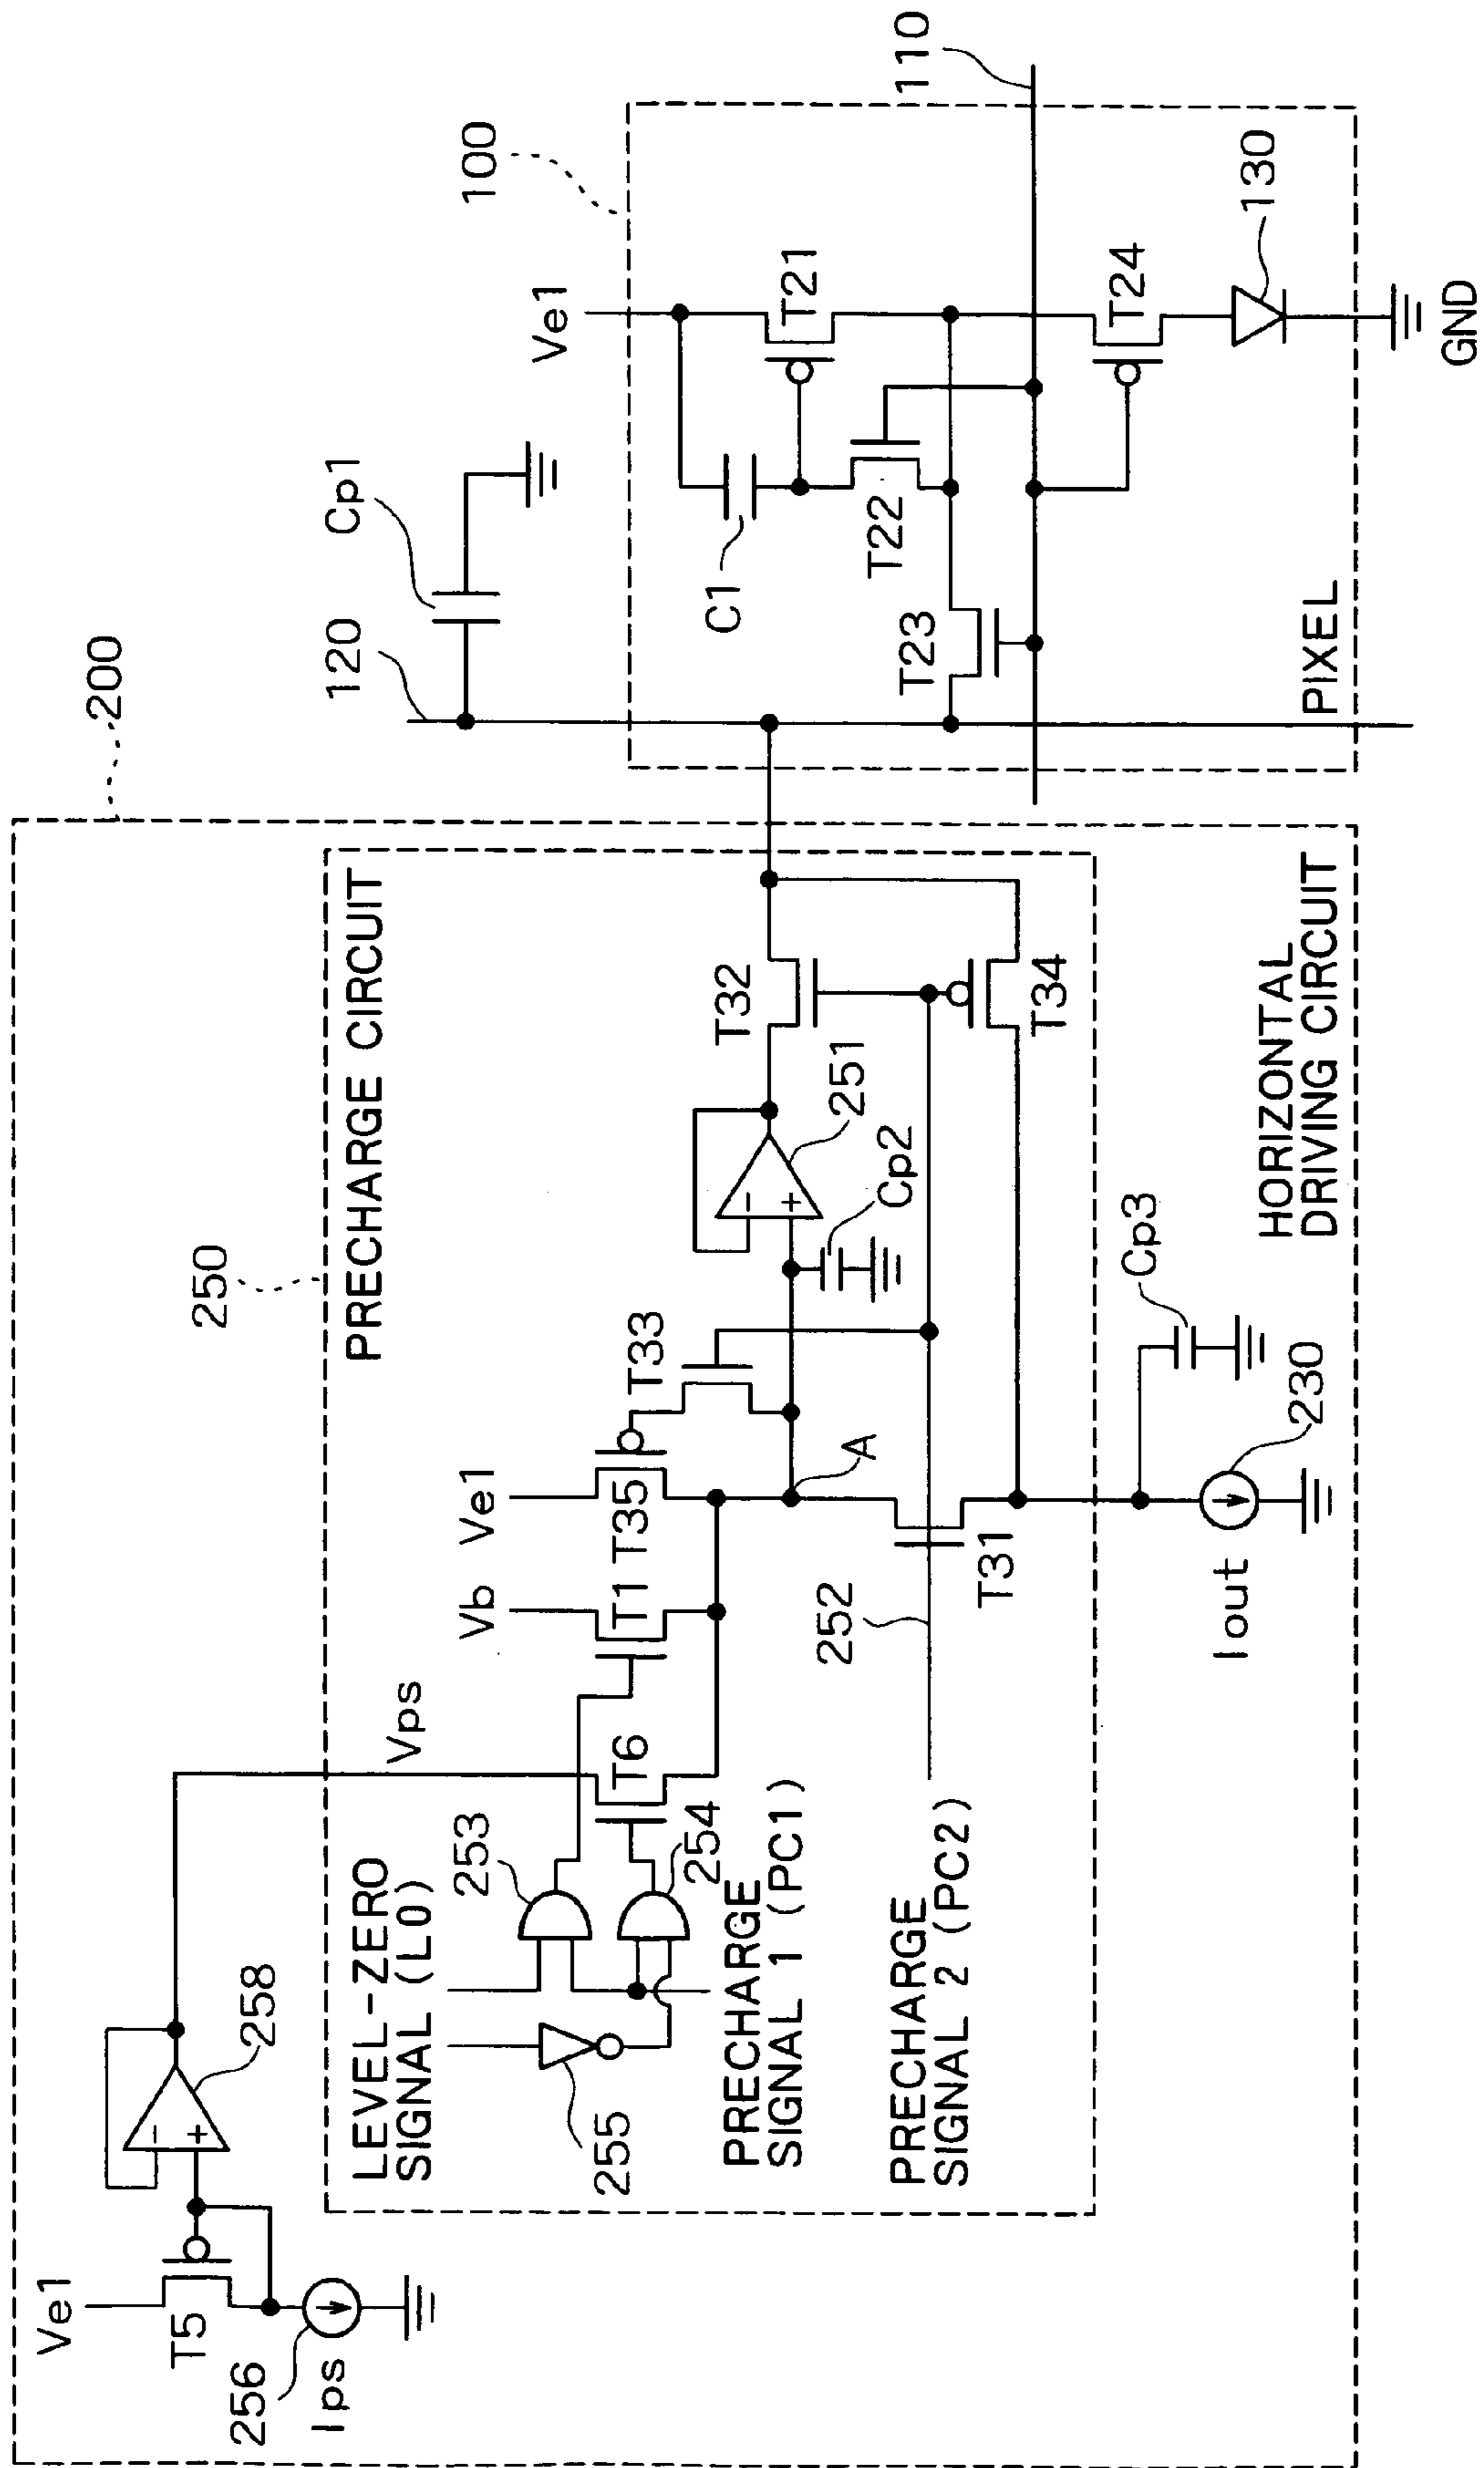 200
250
PRECHARGE CIRCUIT
Ve1
T5
256
Ips
258
Vps
LEVEL-ZERO
SIGNAL (L0)
253
255
254
PRECHARGE
SIGNAL 1 (PC1)
PRECHARGE
SIGNAL 2 (PC2)
T6
Vb
T1
Ve1
T35
T33
A
252
T31
251
Cp2
T32
T34
Iout
230
Cp3
HORIZONTAL
DRIVING CIRCUIT
120
Cp1
100
Ve1
C1
T21
T22
T23
T24
110
130
PIXEL
GND